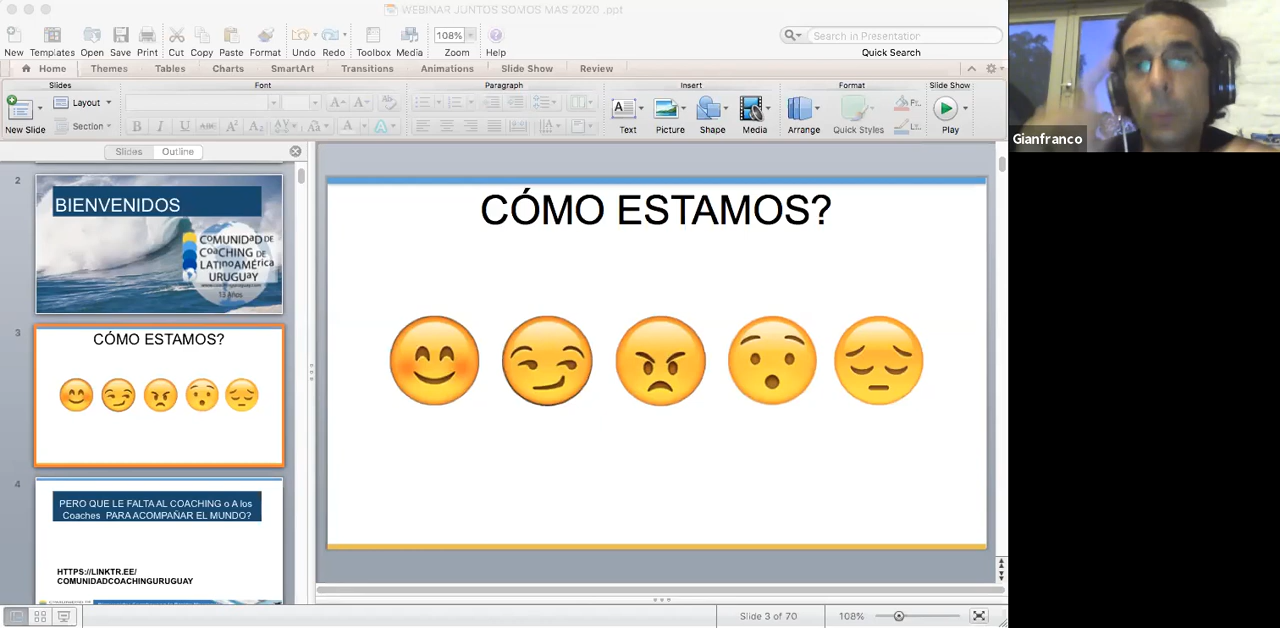 WEBINAR JUNTOS SOMOS MAS 2020 .ppt
New Templates Open Save Print Cut Copy Paste Format Undo Redo Toolbox Media Zoom Help
108%
Search in Presentation
Quick Search
Home Themes Tables Charts SmartArt Transitions Animations Slide Show Review
Slides Font Paragraph Insert Format Slide Show
Layout
Section
New Slide
Text Picture Shape Media Arrange Quick Styles Play
Slides Outline
Gianfranco
2
BIENVENIDOS
COMUNIDaD DE
COaCHING DE
LATINOAMÉrica
URUGUaY
13 Años
3
CÓMO ESTAMOS?
4
PERO QUE LE FALTA AL COACHING o A los
Coaches PARA ACOMPAÑAR EL MUNDO?
HTTPS://LINKTR.EE/
COMUNIDADCOACHINGURUGUAY
CÓMO ESTAMOS?
Slide 3 of 70
108%